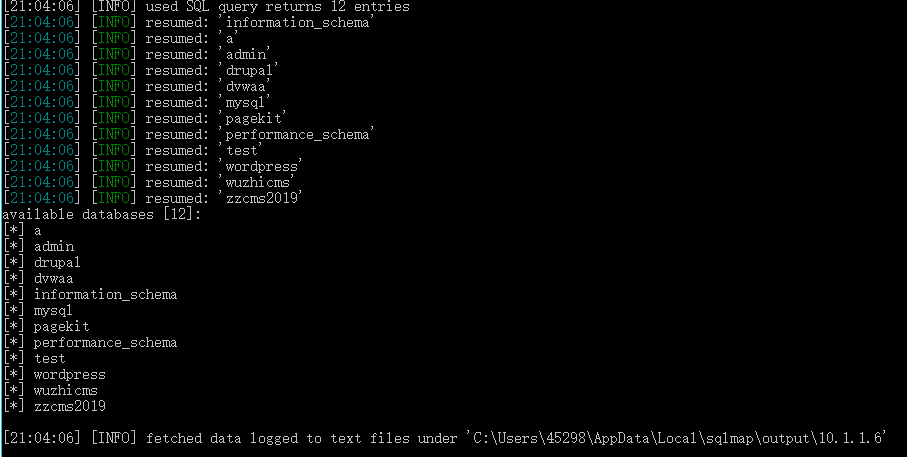 [21:04:06] [INFO] used SQL query returns 12 entries
[21:04:06] [INFO] resumed: 'information_schema'
[21:04:06] [INFO] resumed: 'a'
[21:04:06] [INFO] resumed: 'admin'
[21:04:06] [INFO] resumed: 'drupal'
[21:04:06] [INFO] resumed: 'dvwaa'
[21:04:06] [INFO] resumed: 'mysql'
[21:04:06] [INFO] resumed: 'pagekit'
[21:04:06] [INFO] resumed: 'performance_schema'
[21:04:06] [INFO] resumed: 'test'
[21:04:06] [INFO] resumed: 'wordpress'
[21:04:06] [INFO] resumed: 'wuzhicms'
[21:04:06] [INFO] resumed: 'zzcms2019'
available databases [12]:
[*] a
[*] admin
[*] drupal
[*] dvwaa
[*] information_schema
[*] mysql
[*] pagekit
[*] performance_schema
[*] test
[*] wordpress
[*] wuzhicms
[*] zzcms2019
[21:04:06] [INFO] fetched data logged to text files under 'C:\Users\45298\AppData\Local\sqlmap\output\10.1.1.6'